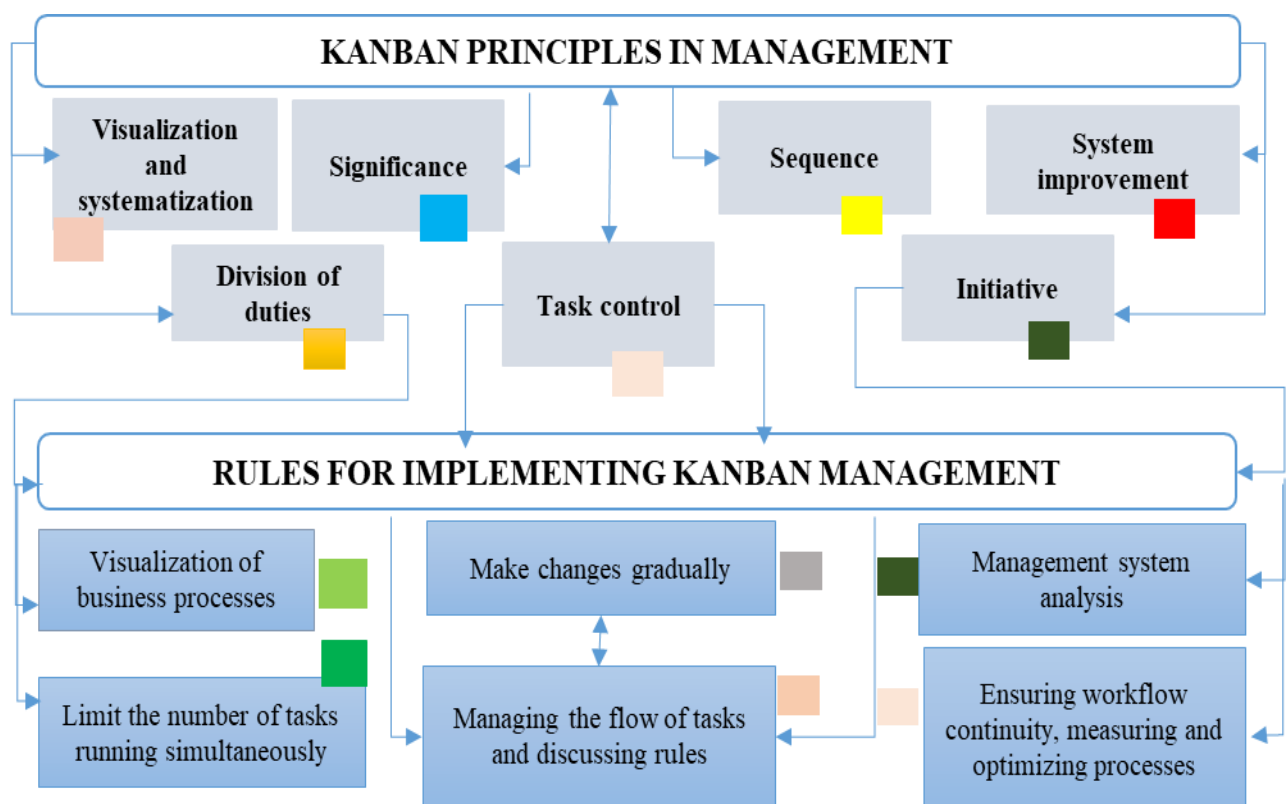 KANBAN PRINCIPLES IN MANAGEMENT
Visualization
and
systematization
Significance
Sequence
System
improvement
Division of
duties
Task control
Initiative
RULES FOR IMPLEMENTING KANBAN MANAGEMENT
Visualization of
business processes
Make changes gradually
Management system
analysis
Limit the number of tasks
running simultaneously
Managing the flow of tasks
and discussing rules
Ensuring workflow
continuity, measuring and
optimizing processes